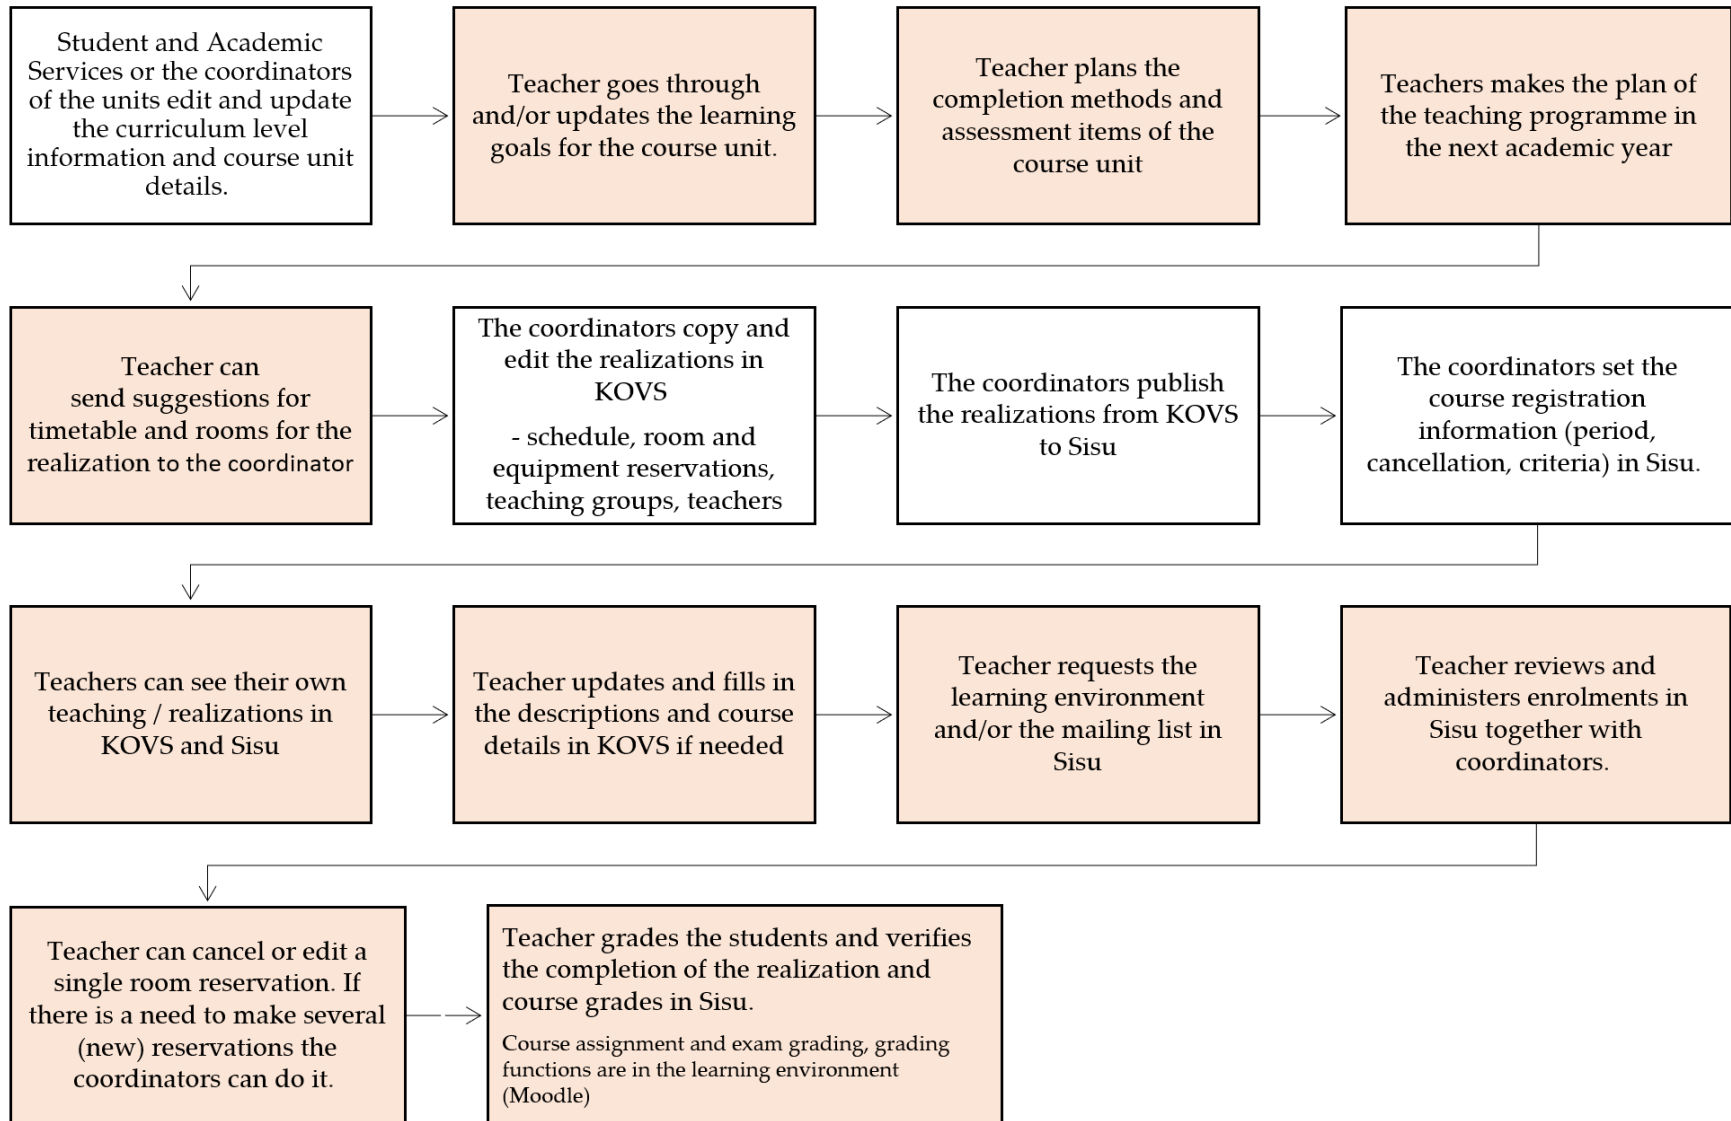 Student and Academic
Services or the coordinators
of the units edit and update
the curriculum level
information and course unit
details.
Teacher goes through
and/or updates the learning
goals for the course unit.
Teacher plans the
completion methods and
assessment items of the
course unit
Teachers makes the plan of
the teaching programme in
the next academic year
Teacher can
send suggestions for
timetable and rooms for the
realization to the coordinator
The coordinators copy and
edit the realizations in
KOVS
- schedule, room and
equipment reservations,
teaching groups, teachers
The coordinators publish
the realizations from KOVS
to Sisu
The coordinators set the
course registration
information (period,
cancellation, criteria) in Sisu.
Teachers can see their own
teaching / realizations in
KOVS and Sisu
Teacher updates and fills in
the descriptions and course
details in KOVS if needed
Teacher requests the
learning environment
and/or the mailing list in
Sisu
Teacher reviews and
administers enrolments in
Sisu together with
coordinators.
Teacher can cancel or edit a
single room reservation. If
there is a need to make several
(new) reservations the
coordinators can do it.
Teacher grades the students and verifies
the completion of the realization and
course grades in Sisu.
Course assignment and exam grading, grading
functions are in the learning environment
(Moodle)